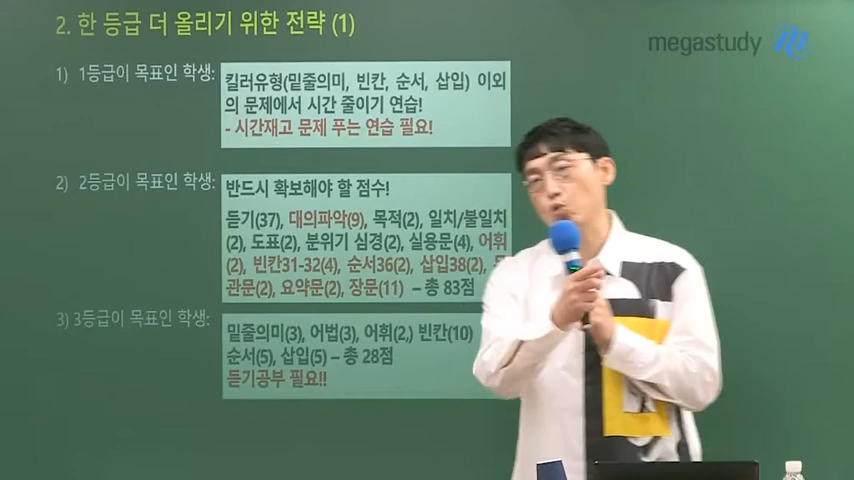 2. 한 등급 더 올리기 위한 전략 (1)
megastudy
1) 1등급이 목표인 학생:
킬러유형(밑줄의미, 빈칸, 순서, 삽입) 이외
의 문제에서 시간 줄이기 연습!
- 시간재고 문제 푸는 연습 필요!
2) 2등급이 목표인 학생:
반드시 확보해야 할 점수!
듣기(37), 대의파악(9), 목적(2), 일치/불일치
(2), 도표(2), 분위기 심경(2), 실용문(4), 어휘
(2), 빈칸31-32(4), 순서36(2), 삽입38(2),
관문(2), 요약문(2), 장문(11) – 총 83점
3) 3등급이 목표인 학생:
밑줄의미(3), 어법(3), 어휘(2,) 빈칸(10)
순서(5), 삽입(5) – 총 28점
듣기공부 필요!!